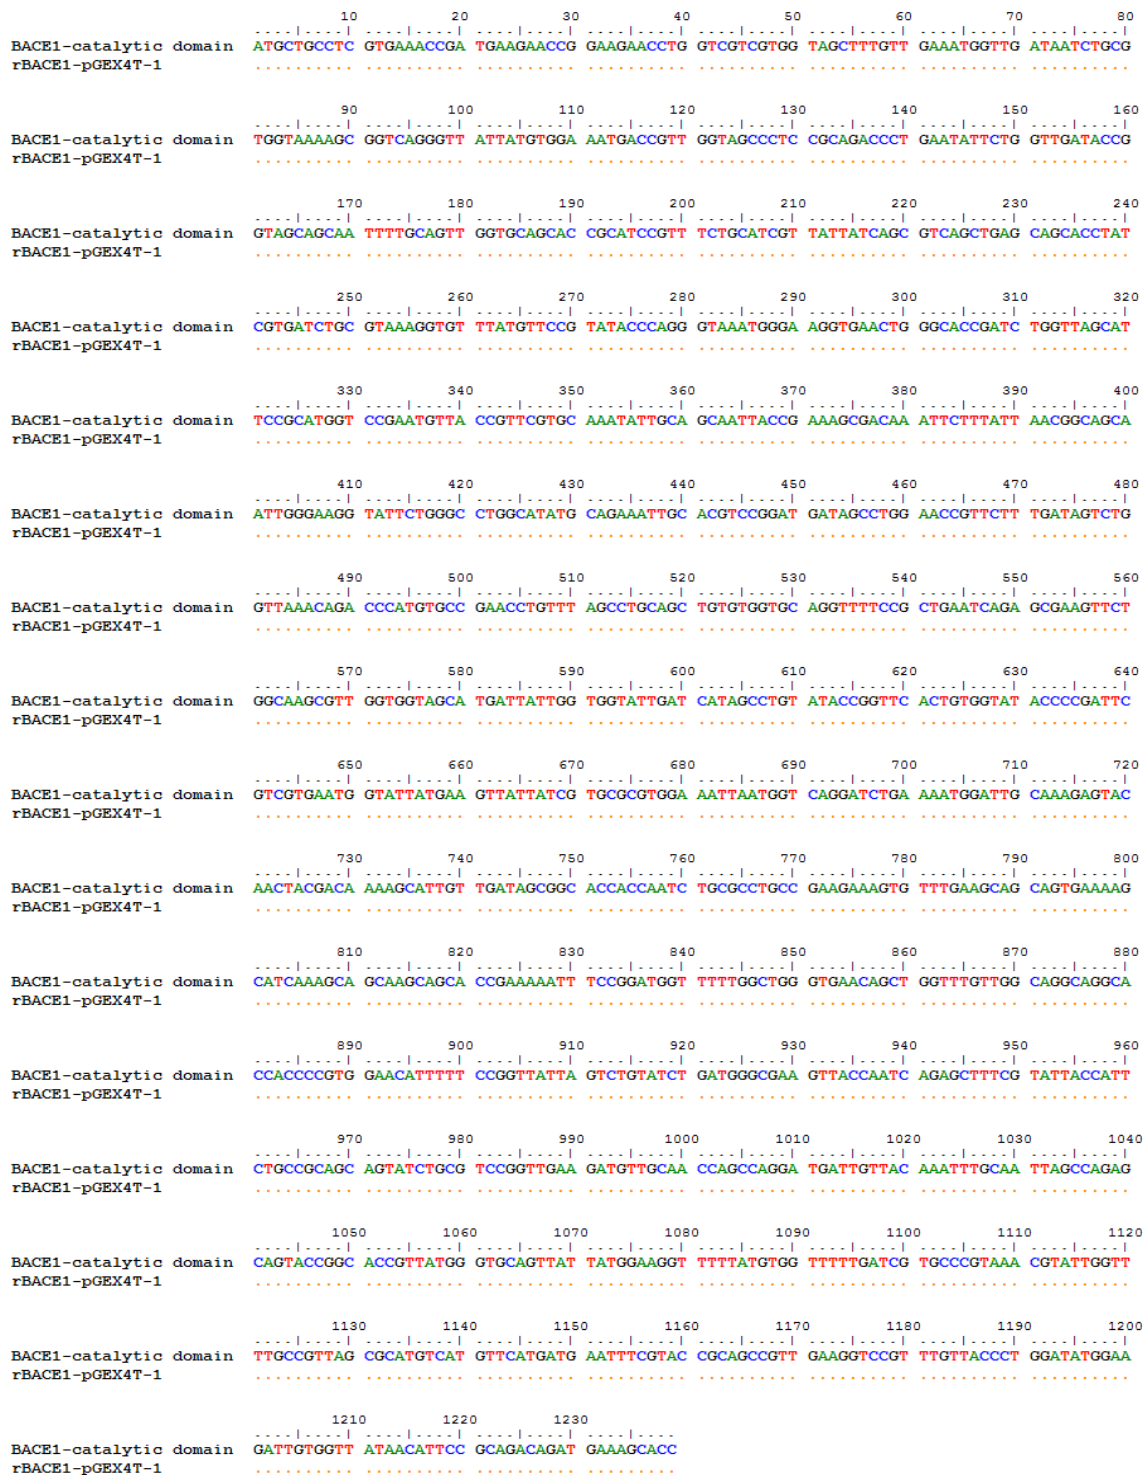 10 20 30 40 50 60 70 80
....|....| ....|....| ....|....| ....|....| ....|....| ....|....| ....|....| ....|....|
BACE1-catalytic domain ATGCTGCCTC GTGAAACCGA TGAAGAACCG GAAGAACCTG GTCGTCGTGG TAGCTTTGTT GAAATGGTTG ATAATCTGCG
rBACE1-pGEX4T-1 .......... .......... .......... .......... .......... .......... .......... ..........
90 100 110 120 130 140 150 160
....|....| ....|....| ....|....| ....|....| ....|....| ....|....| ....|....| ....|....|
BACE1-catalytic domain TGGTAAAAGC GGTCAGGGTT ATTATGTGGA AATGACCGTT GGTAGCCCTC CGCAGACCCT GAATATTCTG GTTGATACCG
rBACE1-pGEX4T-1 .......... .......... .......... .......... .......... .......... .......... ..........
170 180 190 200 210 220 230 240
....|....| ....|....| ....|....| ....|....| ....|....| ....|....| ....|....| ....|....|
BACE1-catalytic domain GTAGCAGCAA TTTTGCAGTT GGTGCAGCAC CGCATCCGTT TCTGCATCGT TATTATCAGC GTCAGCTGAG CAGCACCTAT
rBACE1-pGEX4T-1 .......... .......... .......... .......... .......... .......... .......... ..........
250 260 270 280 290 300 310 320
....|....| ....|....| ....|....| ....|....| ....|....| ....|....| ....|....| ....|....|
BACE1-catalytic domain CGTGATCTGC GTAAAGGTGT TTATGTTCCG TATACCCAGG GTAAATGGGA AGGTGAACTG GGCACCGATC TGGTTAGCAT
rBACE1-pGEX4T-1 .......... .......... .......... .......... .......... .......... .......... ..........
330 340 350 360 370 380 390 400
....|....| ....|....| ....|....| ....|....| ....|....| ....|....| ....|....| ....|....|
BACE1-catalytic domain TCCGCATGGT CCGAATGTTA CCGTTCGTGC AAATATTGCA GCAATTACCG AAAGCGACAA ATTCTTTATT AACGGCAGCA
rBACE1-pGEX4T-1 .......... .......... .......... .......... .......... .......... .......... ..........
410 420 430 440 450 460 470 480
....|....| ....|....| ....|....| ....|....| ....|....| ....|....| ....|....| ....|....|
BACE1-catalytic domain ATTGGGAAGG TATTCTGGGC CTGGCATATG CAGAAATTGC ACGTCCGGAT GATAGCCTGG AACCGTTCTT TGATAGTCTG
rBACE1-pGEX4T-1 .......... .......... .......... .......... .......... .......... .......... ..........
490 500 510 520 530 540 550 560
....|....| ....|....| ....|....| ....|....| ....|....| ....|....| ....|....| ....|....|
BACE1-catalytic domain GTTAAACAGA CCCATGTGCC GAACCTGTTT AGCCTGCAGC TGTGTGGTGC AGGTTTTCCG CTGAATCAGA GCGAAGTTCT
rBACE1-pGEX4T-1 .......... .......... .......... .......... .......... .......... .......... ..........
570 580 590 600 610 620 630 640
....|....| ....|....| ....|....| ....|....| ....|....| ....|....| ....|....| ....|....|
BACE1-catalytic domain GGCAAGCGTT GGTGGTAGCA TGATTATTGG TGGTATTGAT CATAGCCTGT ATACCGGTTC ACTGTGGTAT ACCCCGATTC
rBACE1-pGEX4T-1 .......... .......... .......... .......... .......... .......... .......... ..........
650 660 670 680 690 700 710 720
....|....| ....|....| ....|....| ....|....| ....|....| ....|....| ....|....| ....|....|
BACE1-catalytic domain GTCGTGAATG GTATTATGAA GTTATTATCG TGCGCGTGGA AATTAATGGT CAGGATCTGA AAATGGATTG CAAAGAGTAC
rBACE1-pGEX4T-1 .......... .......... .......... .......... .......... .......... .......... ..........
730 740 750 760 770 780 790 800
....|....| ....|....| ....|....| ....|....| ....|....| ....|....| ....|....| ....|....|
BACE1-catalytic domain AACTACGACA AAAGCATTGT TGATAGCGGC ACCACCAATC TGCGCCTGCC GAAGAAAGTG TTTGAAGCAG CAGTGAAAAG
rBACE1-pGEX4T-1 .......... .......... .......... .......... .......... .......... .......... ..........
810 820 830 840 850 860 870 880
....|....| ....|....| ....|....| ....|....| ....|....| ....|....| ....|....| ....|....|
BACE1-catalytic domain CATCAAAGCA GCAAGCAGCA CCGAAAAATT TCCGGATGGT TTTTGGCTGG GTGAACAGCT GGTTTGTTGG CAGGCAGGCA
rBACE1-pGEX4T-1 .......... .......... .......... .......... .......... .......... .......... ..........
890 900 910 920 930 940 950 960
....|....| ....|....| ....|....| ....|....| ....|....| ....|....| ....|....| ....|....|
BACE1-catalytic domain CCACCCCGTG GAACATTTTT CCGGTTATTA GTCTGTATCT GATGGGCGAA GTTACCAATC AGAGCTTTCG TATTACCATT
rBACE1-pGEX4T-1 .......... .......... .......... .......... .......... .......... .......... ..........
970 980 990 1000 1010 1020 1030 1040
....|....| ....|....| ....|....| ....|....| ....|....| ....|....| ....|....| ....|....|
BACE1-catalytic domain CTGCCGCAGC AGTATCTGCG TCCGGTTGAA GATGTTGCAA CCAGCCAGGA TGATTGTTAC AAATTTGCAA TTAGCCAGAG
rBACE1-pGEX4T-1 .......... .......... .......... .......... .......... .......... .......... ..........
1050 1060 1070 1080 1090 1100 1110 1120
....|....| ....|....| ....|....| ....|....| ....|....| ....|....| ....|....| ....|....|
BACE1-catalytic domain CAGTACCGGC ACCGTTATGG GTGCAGTTAT TATGGAAGGT TTTTATGTGG TTTTTGATCG TGCCCGTAAA CGTATTGGTT
rBACE1-pGEX4T-1 .......... .......... .......... .......... .......... .......... .......... ..........
1130 1140 1150 1160 1170 1180 1190 1200
....|....| ....|....| ....|....| ....|....| ....|....| ....|....| ....|....| ....|....|
BACE1-catalytic domain TTGCCGTTAG CGCATGTCAT GTTCATGATG AATTTCGTAC CGCAGCCGTT GAAGGTCCGT TTGTTACCCT GGATATGGAA
rBACE1-pGEX4T-1 .......... .......... .......... .......... .......... .......... .......... ..........
1210 1220 1230
....|....| ....|....| ....|....| ....|....
BACE1-catalytic domain GATTGTGGTT ATAACATTCC GCAGACAGAT GAAAGCACC
rBACE1-pGEX4T-1 .......... .......... .......... .........